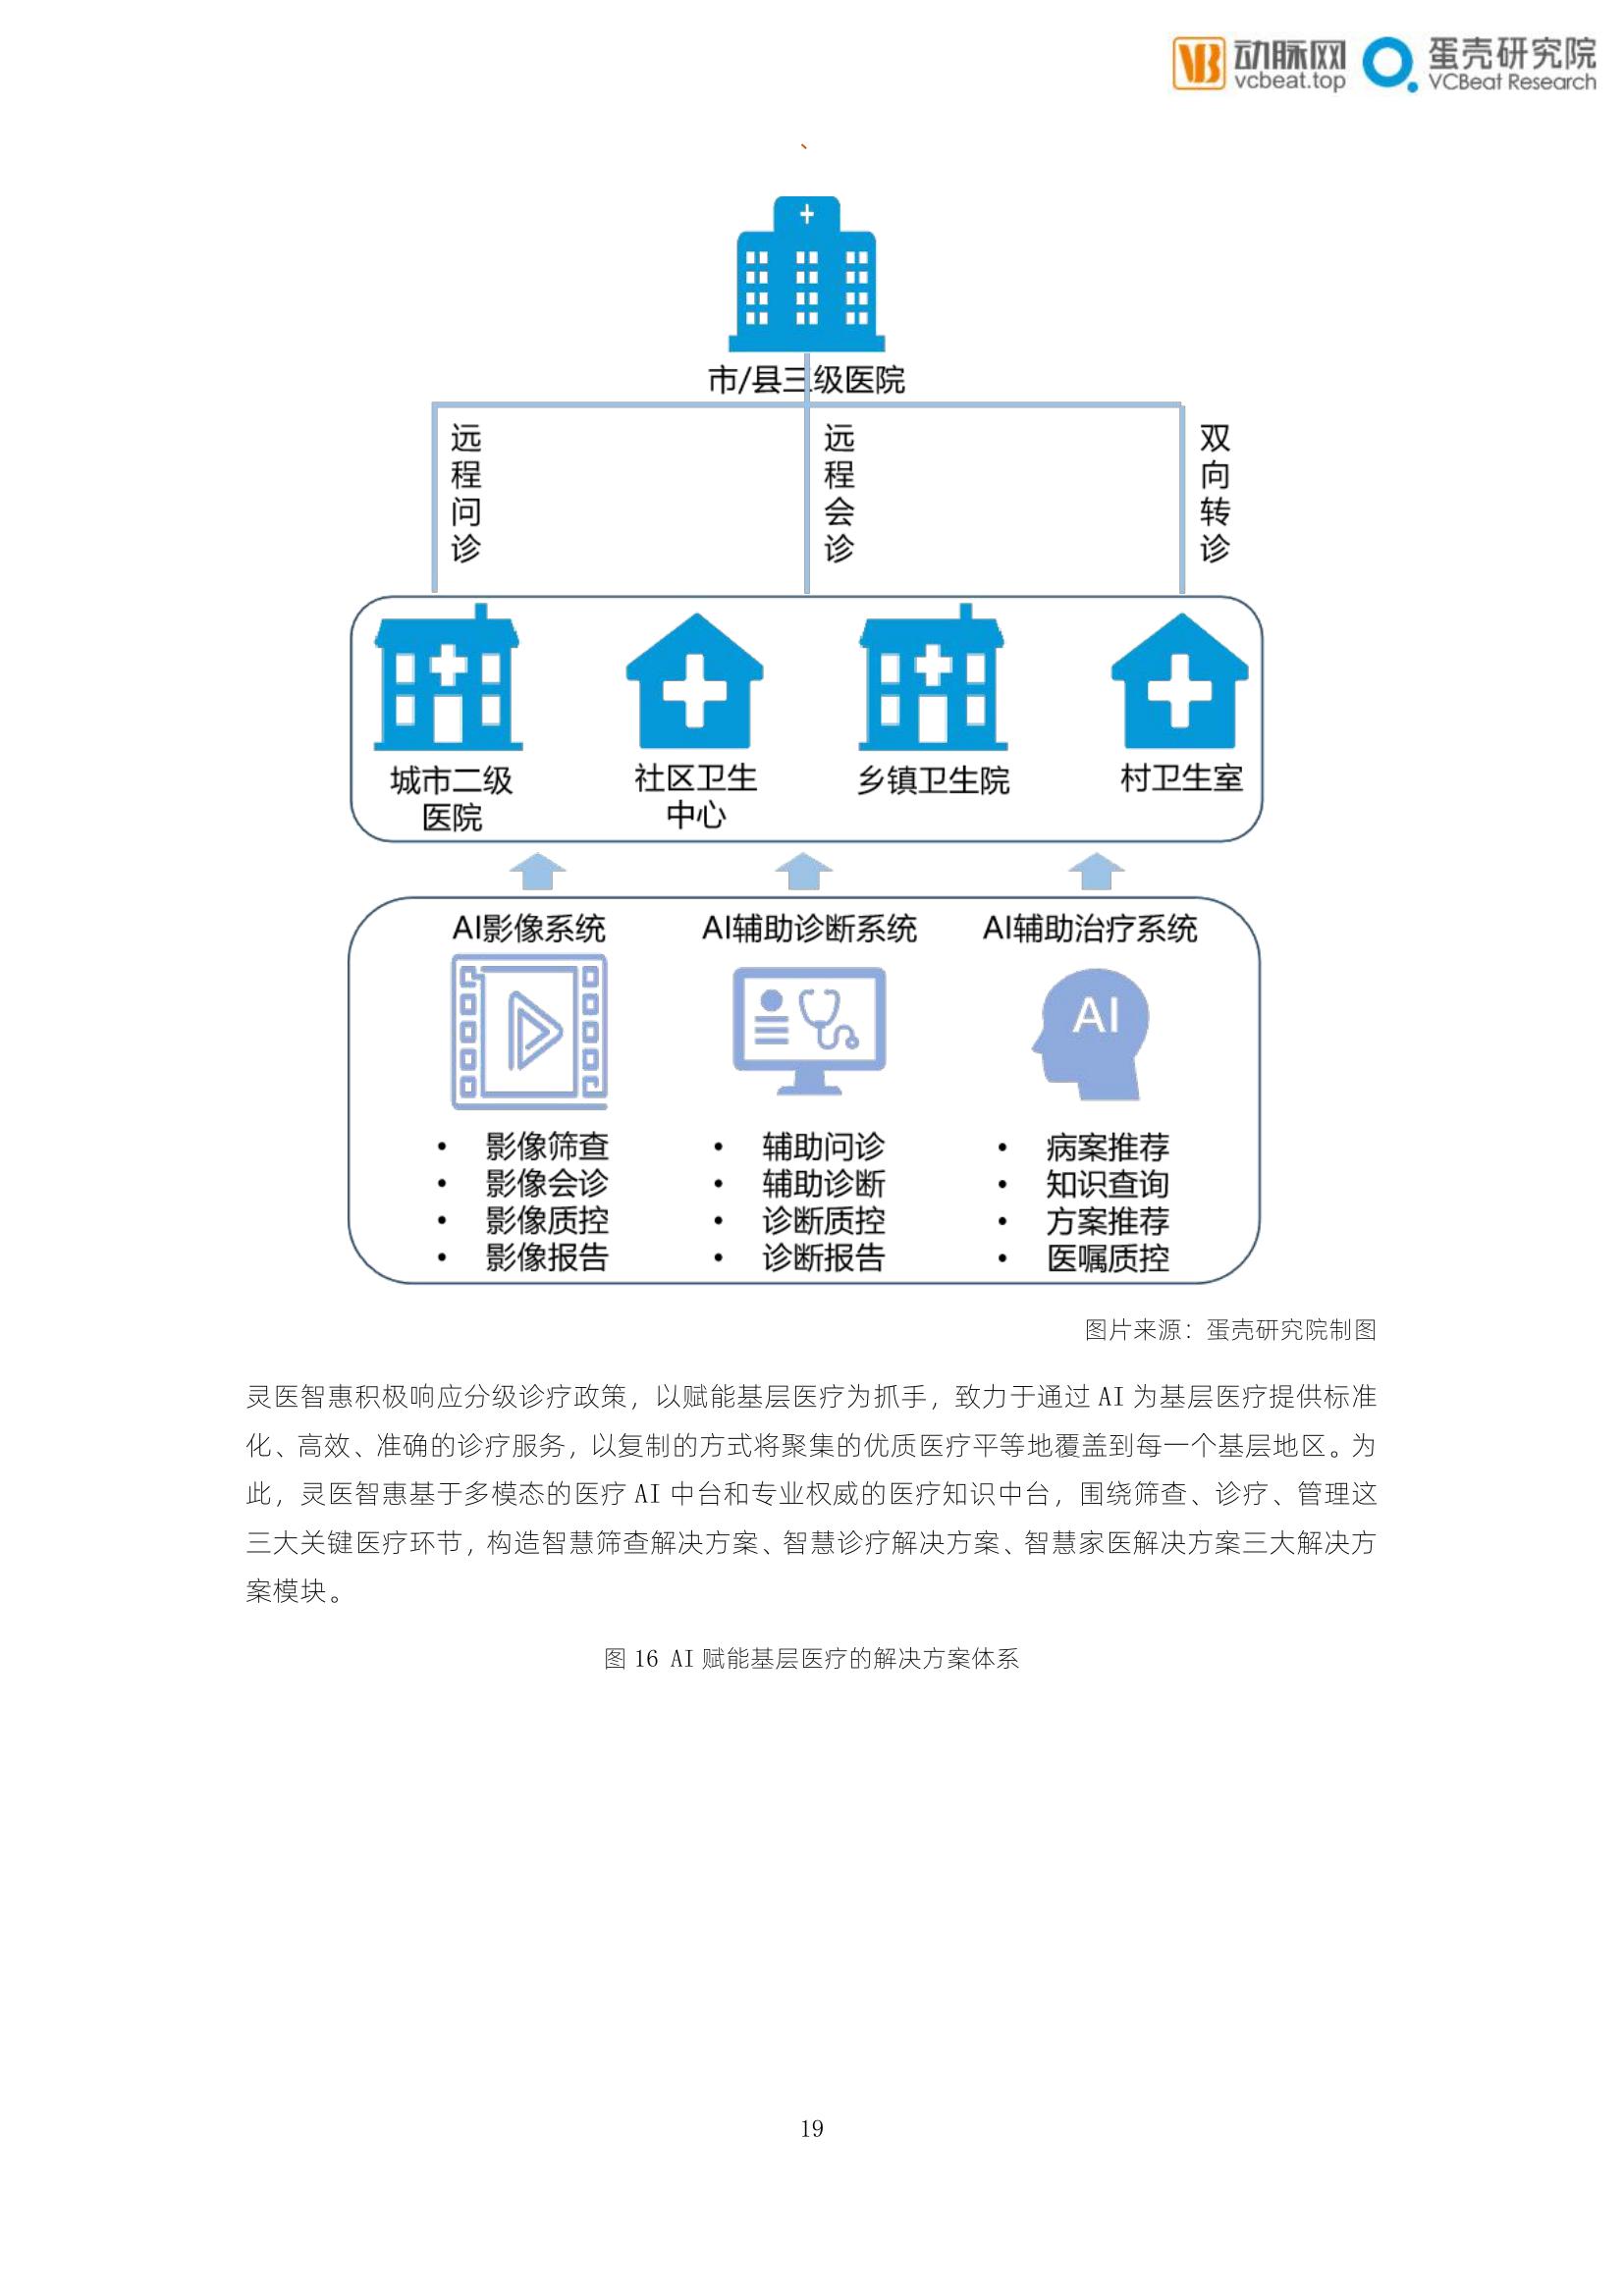 动脉网
vcbeat.top
蛋壳研究院
VCBeat Research
、
市/县三级医院
远程问诊
远程会诊
双向转诊
城市二级
医院
社区卫生
中心
乡镇卫生院
村卫生室
AI影像系统
AI辅助诊断系统
AI辅助治疗系统
AI
• 影像筛查
• 影像会诊
• 影像质控
• 影像报告
• 辅助问诊
• 辅助诊断
• 诊断质控
• 诊断报告
• 病案推荐
• 知识查询
• 方案推荐
• 医嘱质控
图片来源：蛋壳研究院制图
灵医智惠积极响应分级诊疗政策，以赋能基层医疗为抓手，致力于通过 AI 为基层医疗提供标准
化、高效、准确的诊疗服务，以复制的方式将聚集的优质医疗平等地覆盖到每一个基层地区。为
此，灵医智惠基于多模态的医疗 AI 中台和专业权威的医疗知识中台，围绕筛查、诊疗、管理这
三大关键医疗环节，构造智慧筛查解决方案、智慧诊疗解决方案、智慧家医解决方案三大解决方
案模块。
图 16 AI 赋能基层医疗的解决方案体系
19